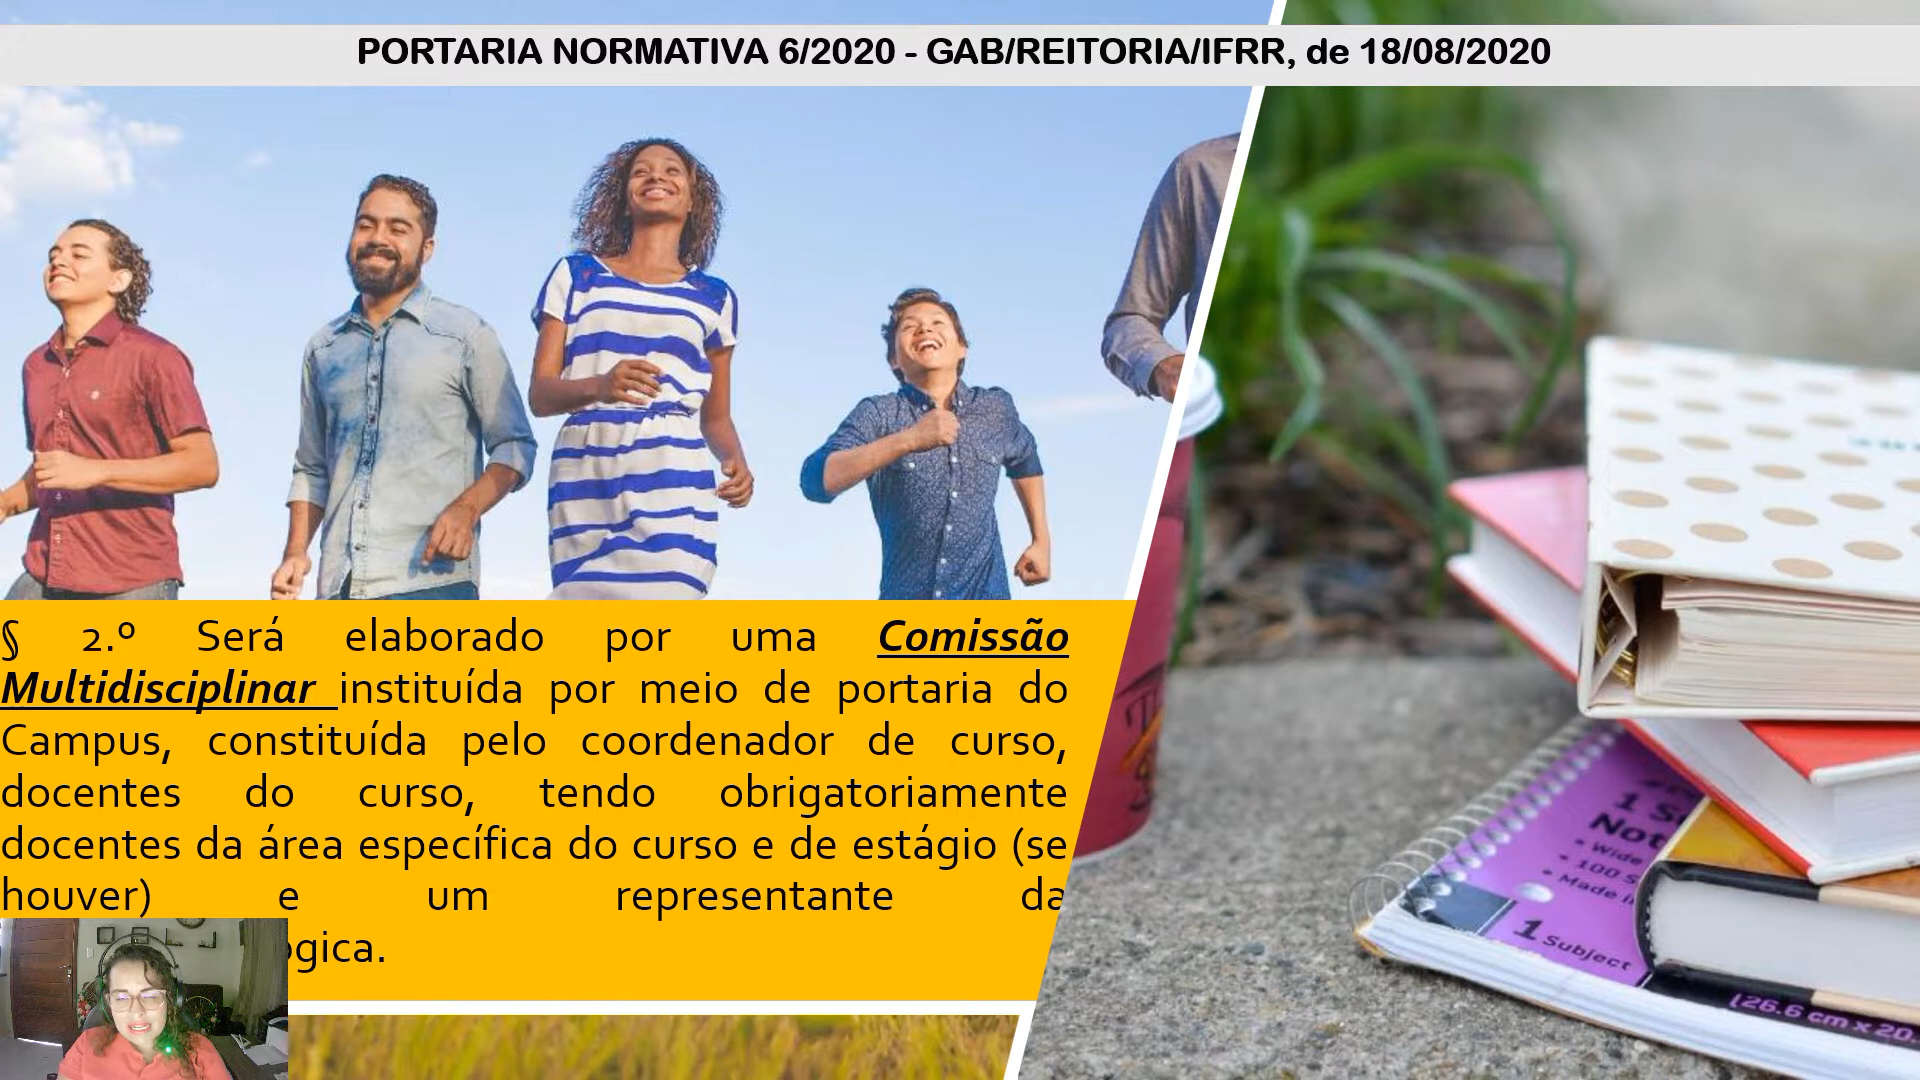 PORTARIA NORMATIVA 6/2020 - GAB/REITORIA/IFRR, de 18/08/2020
§ 2.º Será elaborado por uma Comissão
Multidisciplinar instituída por meio de portaria do
Campus, constituída pelo coordenador de curso,
docentes do curso, tendo obrigatoriamente
docentes da área específica do curso e de estágio (se
houver) e um representante da
ógica.
1 Subject